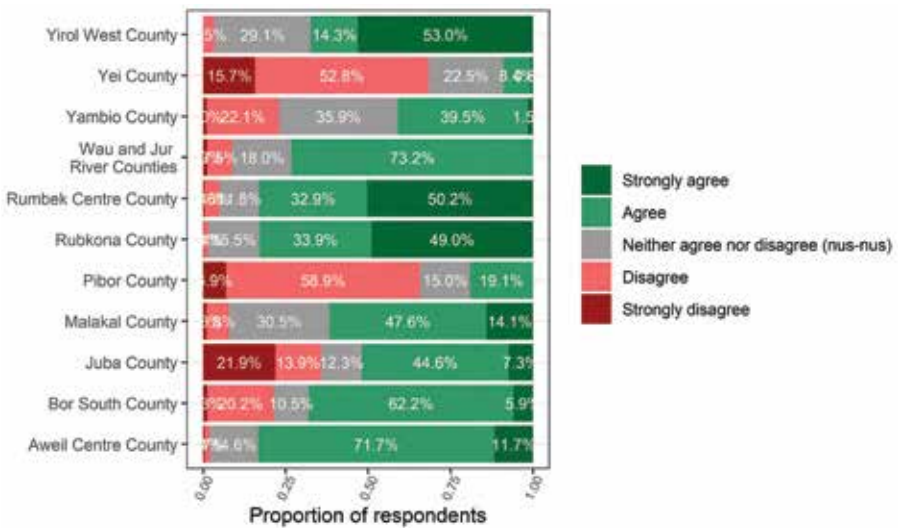 Yirol West County 29.1% 14.3% 53.0%
Yei County 15.7% 52.8% 22.5%
Yambio County 22.1% 35.9% 39.5% 1.5
Wau and Jur
River Counties 18.0% 73.2%
Rumbek Centre County 32.9% 50.2%
Rubkona County 33.9% 49.0%
Pibor County 58.9% 15.0% 19.1%
Malakal County 30.5% 47.6% 14.1%
Juba County 21.9% 13.9% 12.3% 44.6% 7.3%
Bor South County 20.2% 10.5% 62.2% 5.9%
Aweil Centre County 71.7% 11.7%
0.00 0.25 0.50 0.75 1.00
Proportion of respondents
Strongly agree
Agree
Neither agree nor disagree (nus-nus)
Disagree
Strongly disagree